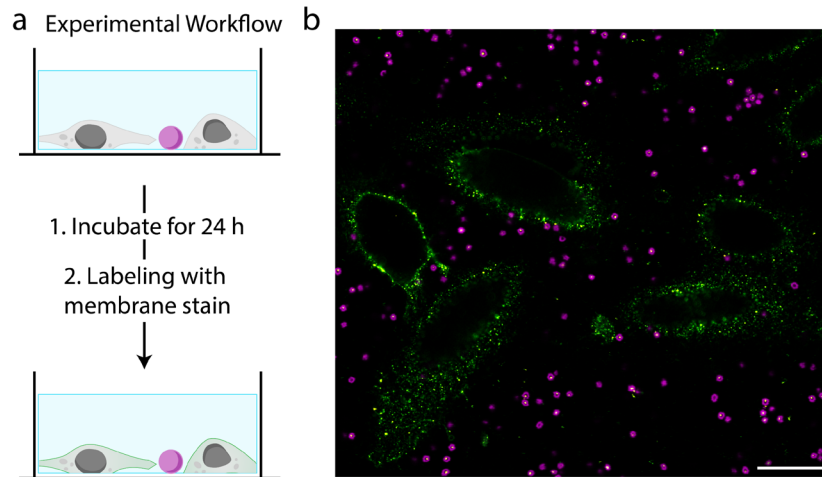 a
Experimental Workflow
b
1. Incubate for 24 h
2. Labeling with
membrane stain